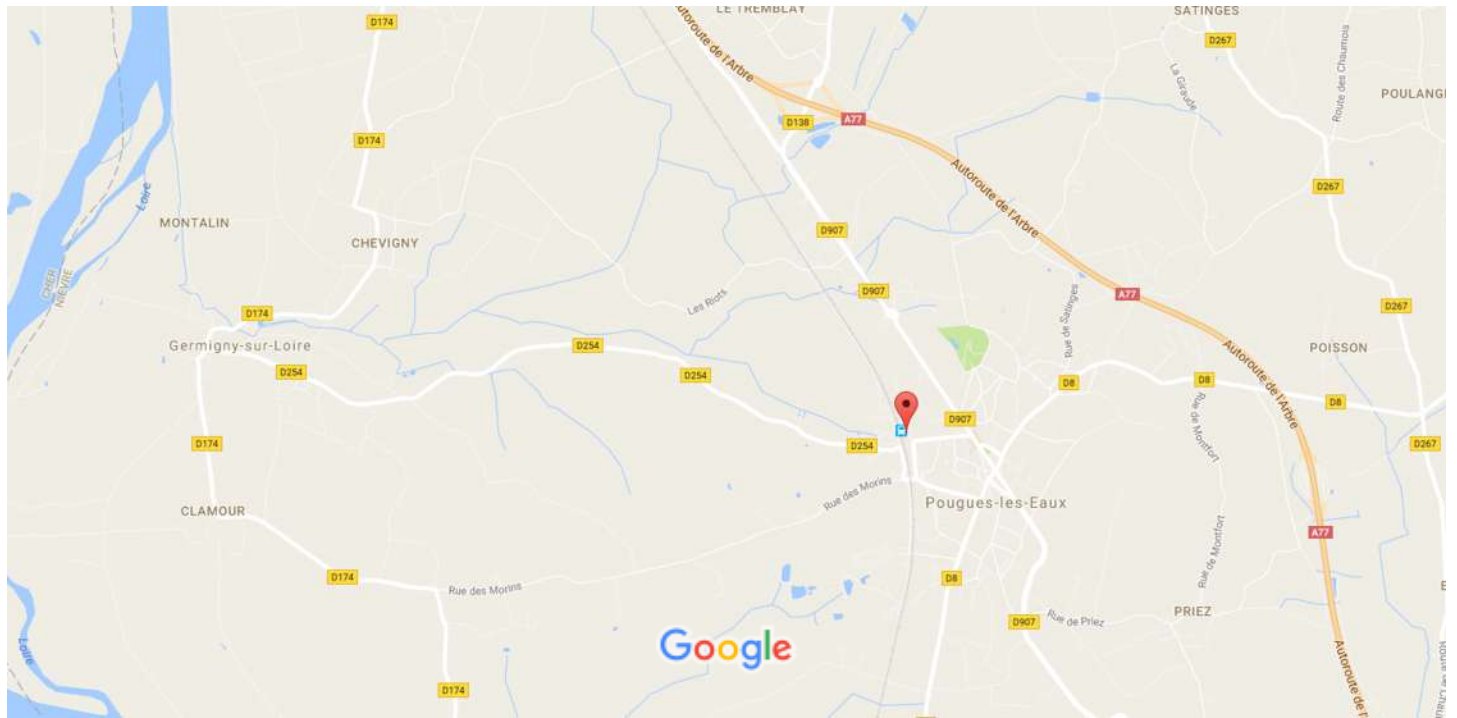 LE TREMBLAY
SATINGES
D174
D267
Autoroute de l'Arbre
La Giraude
Route des Chaumois
POULANGI
D138
A77
D174
Autoroute de l'Arbre
D267
Loire
MONTALIN
CHEVIGNY
D907
CHER
NIÈVRE
Les Riots
D907
Rue de Satinges
A77
D267
D174
Germigny-sur-Loire
D254
POISSON
Autoroute de l'Arbre
D254
D254
D8
D8
D8
Rue de Montfort
D907
D174
D254
D267
Rue des Morins
Pougues-les-Eaux
CLAMOUR
A77
Rue de Montfort
D174
Rue des Morins
D8
Rue de Priez
PRIEZ
D907
Loire
Google
D174
Autoroute de l'Arbre